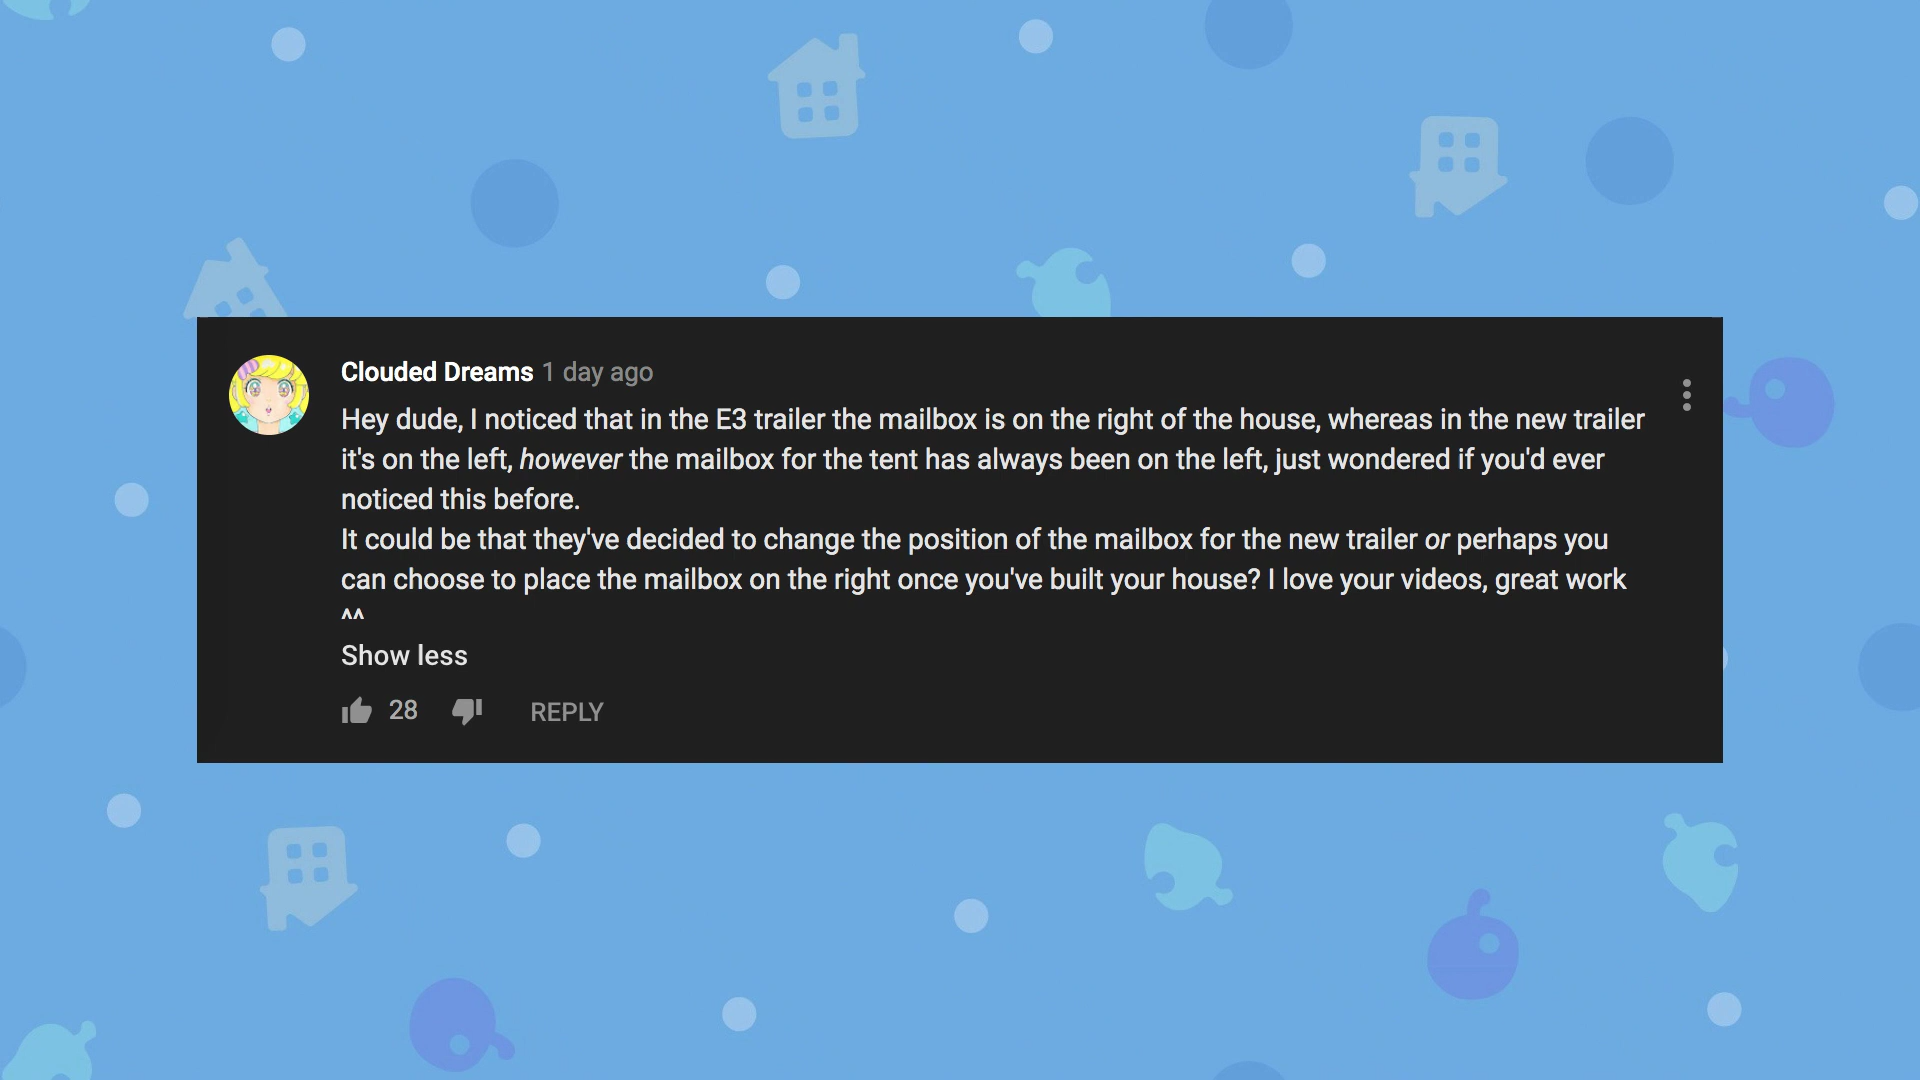 Clouded Dreams 1 day ago
Hey dude, I noticed that in the E3 trailer the mailbox is on the right of the house, whereas in the new trailer
it's on the left, however the mailbox for the tent has always been on the left, just wondered if you'd ever
noticed this before.
It could be that they've decided to change the position of the mailbox for the new trailer or perhaps you
can choose to place the mailbox on the right once you've built your house? I love your videos, great work
^^
Show less
28 REPLY